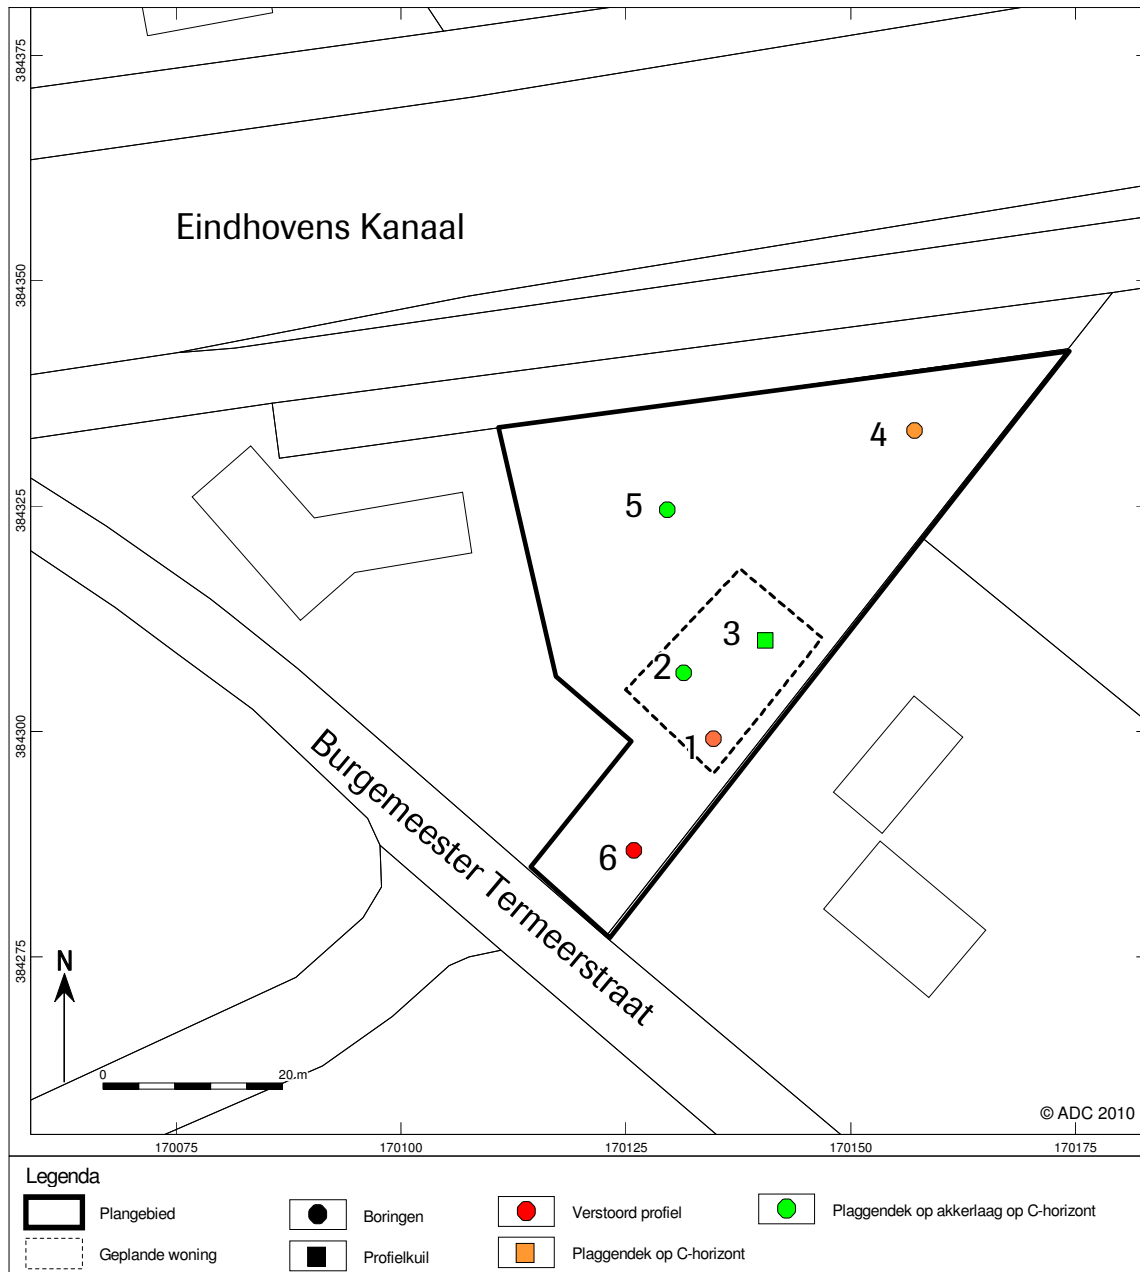 384375
Eindhovens Kanaal
384350
4
384325
5
3
2
384300
1
Burgemeester Termeerstraat
6
384275
N
0 20 m
© ADC 2010
170075 170100 170125 170150 170175
Legenda
Plangebied Boringen Verstoord profiel Plaggendek op akkerlaag op C-horizont
Geplande woning Profielkuil Plaggendek op C-horizont